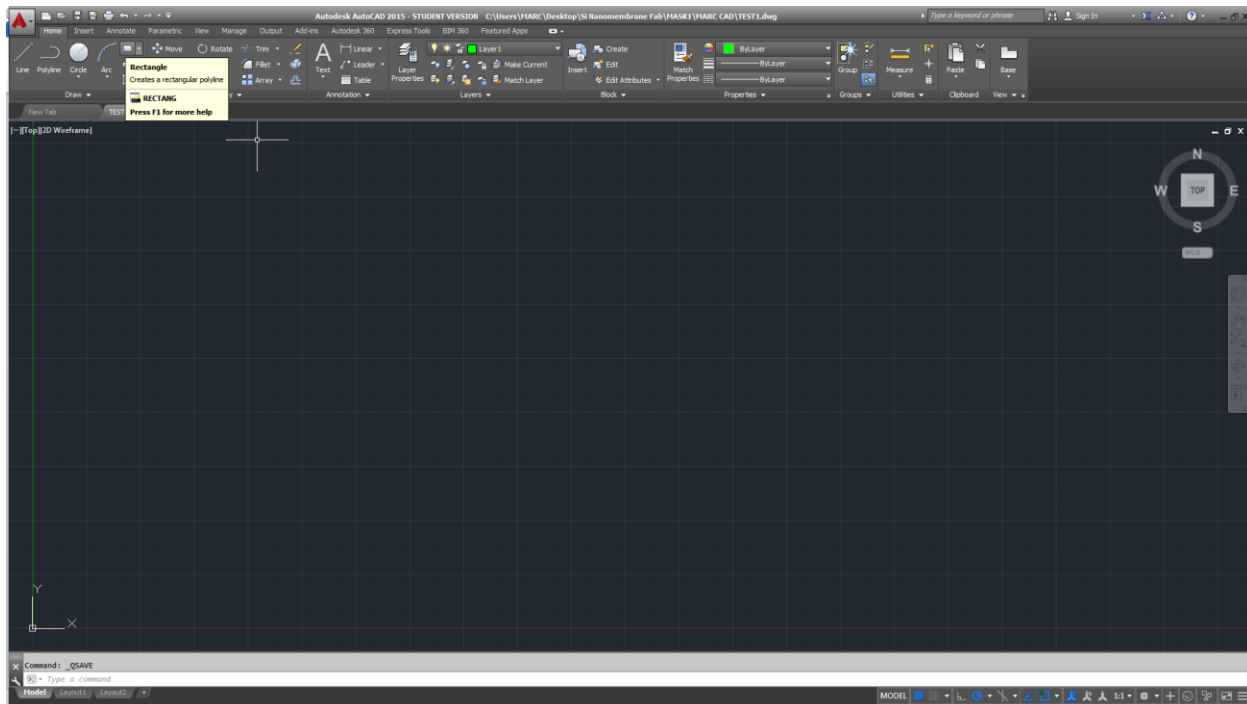 Autodesk AutoCAD 2015 - STUDENT VERSION C:\Users\MARC\Desktop\Si Nanomembrane Fab\MASK1\MARC CAD\TEST1.dwg
Type a keyword or phrase
Sign In
Home Insert Annotate Parametric View Manage Output Add-ins Autodesk 360 Express Tools BIM 360 Featured Apps
Line Polyline Circle Arc
Move Rotate Trim
Fillet
Array
Rectangle
Creates a rectangular polyline
RECTANG
Press F1 for more help
Text
Linear
Leader
Table
Layer Properties
Layer1
Make Current
Match Layer
Insert
Create
Edit
Edit Attributes
Match Properties
ByLayer
ByLayer
ByLayer
Group
Measure
Paste
Base
Draw
Annotation
Layers
Block
Properties
Groups
Utilities
Clipboard
View
New Tab
TEST
[-][Top][2D Wireframe]
N
W TOP E
S
WCS
Y
X
Command: _QSAVE
Type a command
Model Layout1 Layout2 +
MODEL
1:1